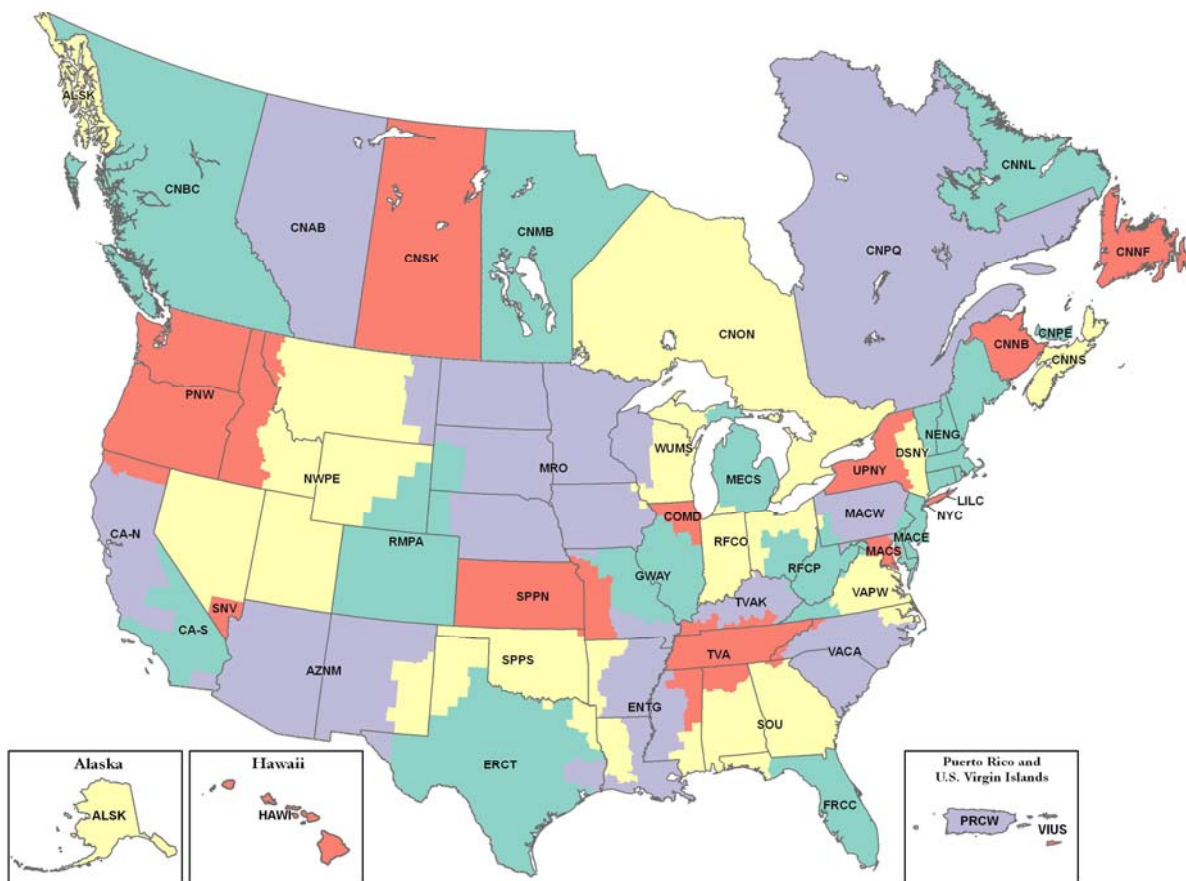 ALSK
CNBC
CNAB
CNSK
CNMB
CNON
CNPQ
CNNL
CNNF
CNPE
CNNB
CNNS
PNW
NWPE
MRO
WUMS
MECS
UPNY
DSNY
NENG
LILC
NYC
COMD
MACW
MACE
MACS
CA-N
RMPA
GWAY
RFCO
RFCP
VAPW
SNV
CA-S
SPPN
TVAK
AZNM
SPPS
TVA
VACA
ENTG
SOU
ERCT
FRCC
Alaska
ALSK
Hawaii
HAWI
Puerto Rico and
U.S. Virgin Islands
PRCW
VIUS